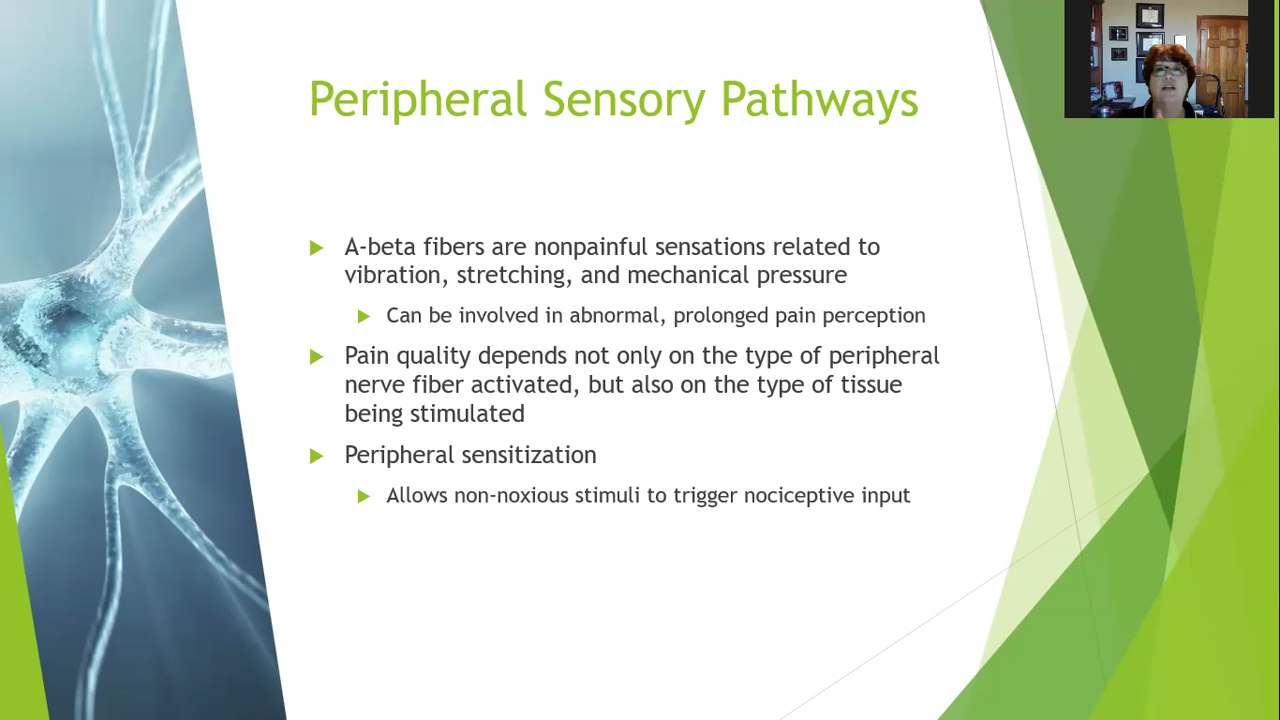 Peripheral Sensory Pathways
A-beta fibers are nonpainful sensations related to
vibration, stretching, and mechanical pressure
Can be involved in abnormal, prolonged pain perception
Pain quality depends not only on the type of peripheral
nerve fiber activated, but also on the type of tissue
being stimulated
Peripheral sensitization
Allows non-noxious stimuli to trigger nociceptive input